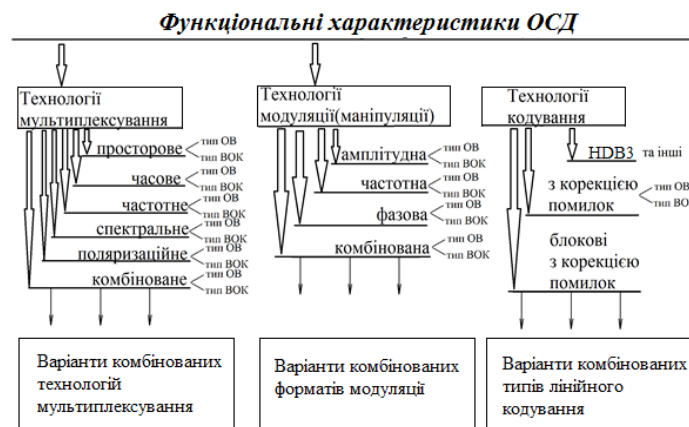 Функціональні характеристики ОСД
Технології
мультиплексування
просторове
тип ОВ
тип ВОК
часове
тип ОВ
тип ВОК
частотне
тип ОВ
тип ВОК
спектральне
тип ОВ
тип ВОК
поляризаційне
тип ОВ
тип ВОК
комбіноване
тип ОВ
тип ВОК
Варіанти комбінованих
технологій
мультиплексування
Технології
модуляції(маніпуляції)
амплітудна
тип ОВ
тип ВОК
частотна
тип ОВ
тип ВОК
фазова
тип ОВ
тип ВОК
комбінована
тип ОВ
тип ВОК
Варіанти комбінованих
форматів модуляції
Технології
кодування
HDB3 та інші
з корекцією
помилок
тип ОВ
тип ВО
блокові
з корекцією
помилок
Варіанти комбінованих
типів лінійного
кодування